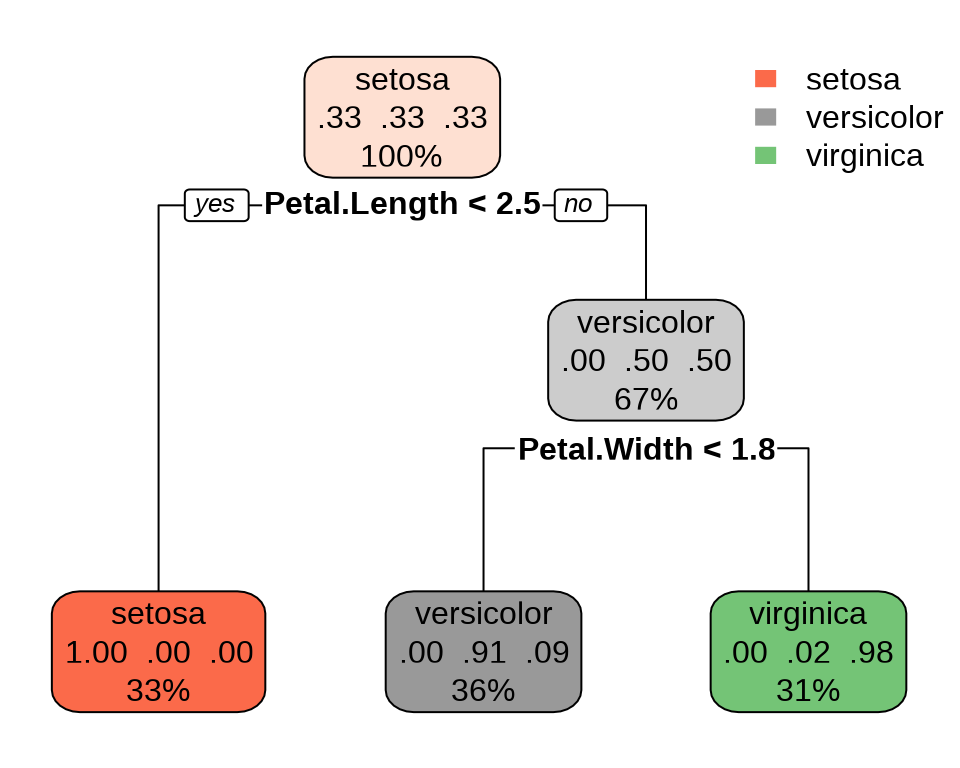 setosa
.33 .33 .33
100%
setosa
versicolor
virginica
yes Petal.Length < 2.5 no
versicolor
.00 .50 .50
67%
Petal.Width < 1.8
setosa
1.00 .00 .00
33%
versicolor
.00 .91 .09
36%
virginica
.00 .02 .98
31%